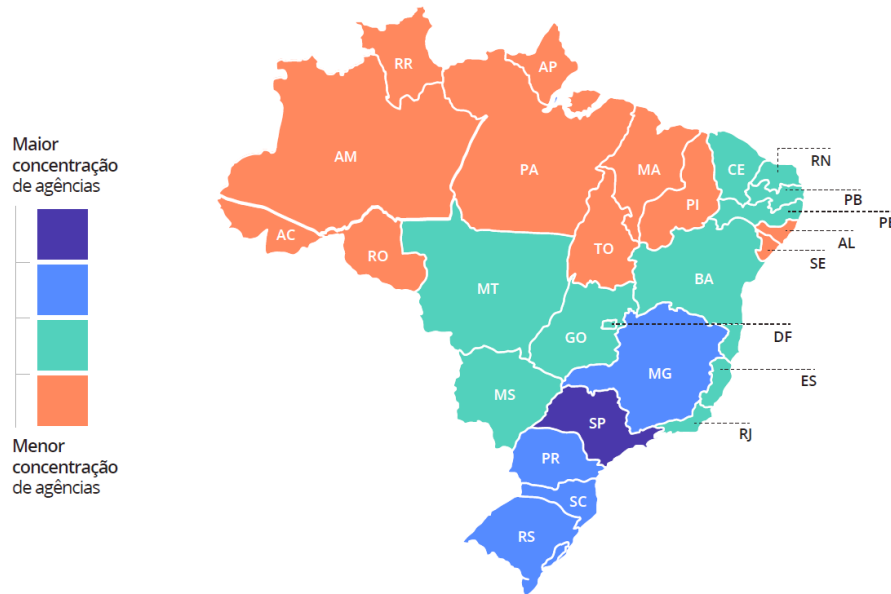 Maior
concentração
de agências
Menor
concentração
de agências
RR
AP
AM
PA
MA
CE
RN
PB
PE
PI
AL
SE
AC
RO
TO
BA
MT
GO
DF
MG
ES
MS
SP
RJ
PR
SC
RS